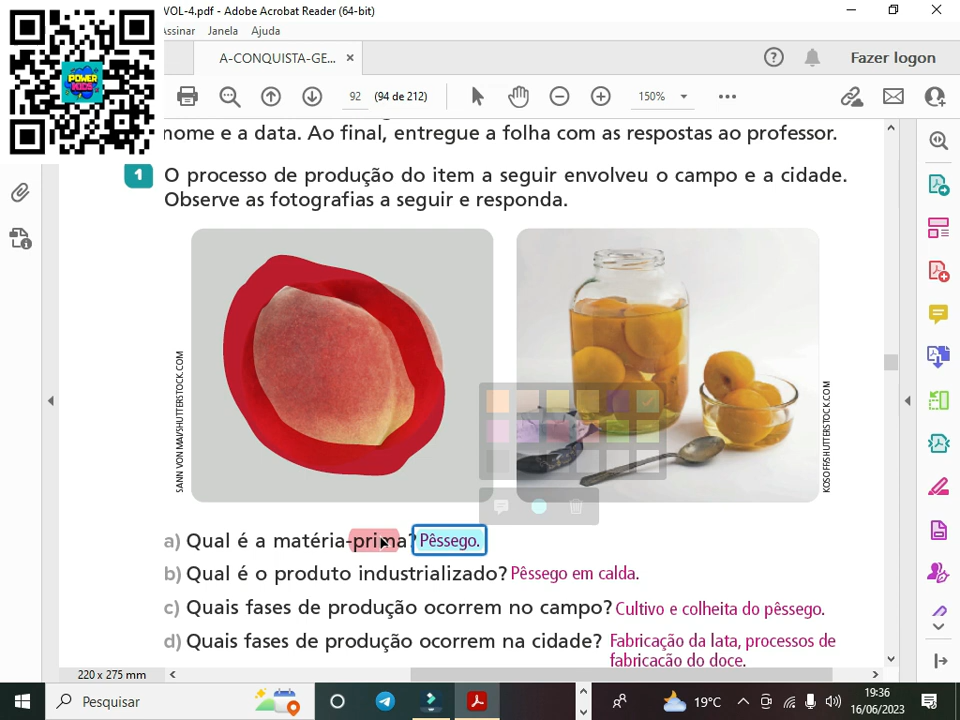 VOL-4.pdf - Adobe Acrobat Reader (64-bit)
Assinar Janela Ajuda
A-CONQUISTA-GE... ×
Fazer logon
92 (94 de 212) 150%
POWER KIDS
nome e a data. Ao final, entregue a folha com as respostas ao professor.
1 O processo de produção do item a seguir envolveu o campo e a cidade.
Observe as fotografias a seguir e responda.
SANN VON MAI/SHUTTERSTOCK.COM
KOSOFF/SHUTTERSTOCK.COM
a) Qual é a matéria-prima? Pêssego.
b) Qual é o produto industrializado? Pêssego em calda.
c) Quais fases de produção ocorrem no campo? Cultivo e colheita do pêssego.
d) Quais fases de produção ocorrem na cidade? Fabricação da lata, processos de
fabricação do doce.
220 x 275 mm
Pesquisar
19°C
19:36
16/06/2023